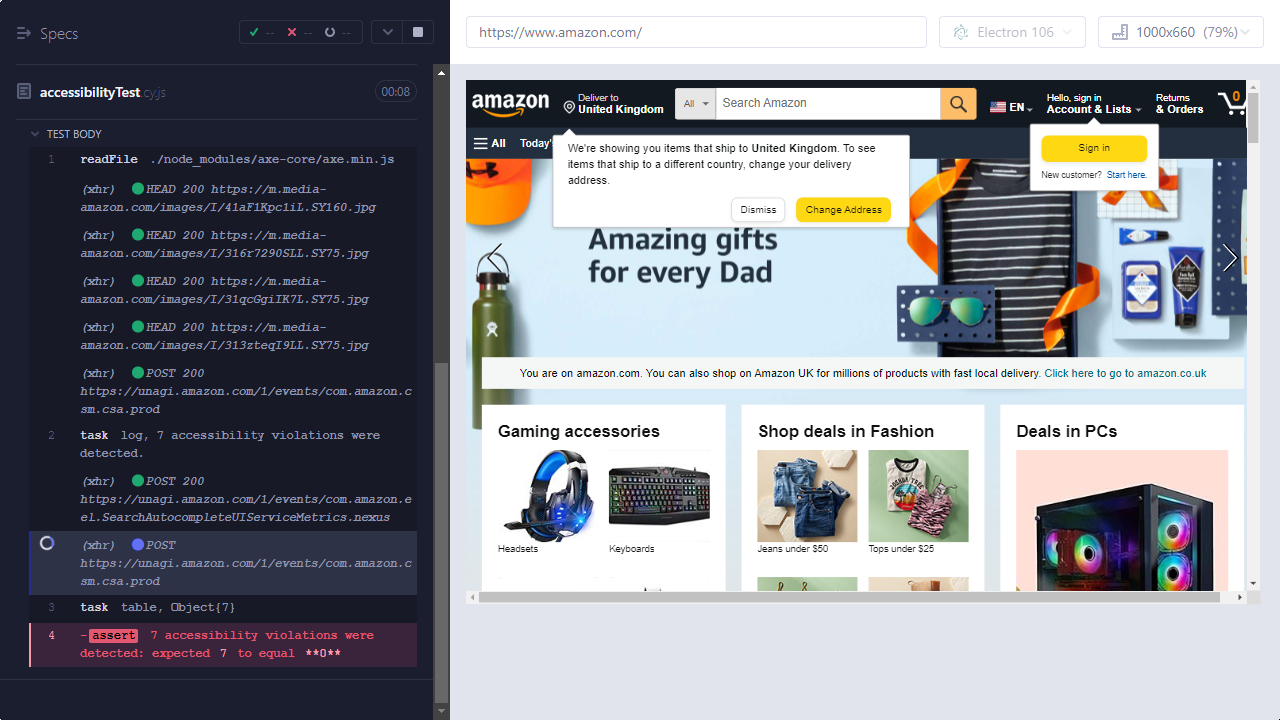 Specs
-- -- --
accessibilityTest.cy.js
00:08
TEST BODY
1 readFile ./node_modules/axe-core/axe.min.js
(xhr) HEAD 200 https://m.media-
amazon.com/images/I/41aF1Kpc1iL.SY160.jpg
(xhr) HEAD 200 https://m.media-
amazon.com/images/I/316r7290SLL.SY75.jpg
(xhr) HEAD 200 https://m.media-
(xhr) HEAD 200 https://m.media-
amazon.com/images/I/313zteqI9LL.SY75.jpg
(xhr) POST 200
https://unagi.amazon.com/1/events/com.amazon.c
sm.csa.prod
2 task log, 7 accessibility violations were
detected.
(xhr) POST 200
https://unagi.amazon.com/1/events/com.amazon.e
el.SearchAutocompleteUIServiceMetrics.nexus
(xhr) POST
https://unagi.amazon.com/1/events/com.amazon.c
sm.csa.prod
3 task table, Object{7}
4 -assert 7 accessibility violations were
detected: expected 7 to equal **0**
https://www.amazon.com/
Electron 106
1000x660 (79%)
amazon
Deliver to
United Kingdom
All
Search Amazon
EN
Hello, sign in
Account & Lists
Returns
& Orders
0
All
Today's
We're showing you items that ship to United Kingdom. To see
items that ship to a different country, change your delivery
address.
Dismiss
Change Address
Sign in
New customer? Start here.
Amazing gifts
for every Dad
You are on amazon.com. You can also shop on Amazon UK for millions of products with fast local delivery. Click here to go to amazon.co.uk
Gaming accessories
Headsets
Keyboards
Shop deals in Fashion
Jeans under $50
Tops under $25
Deals in PCs